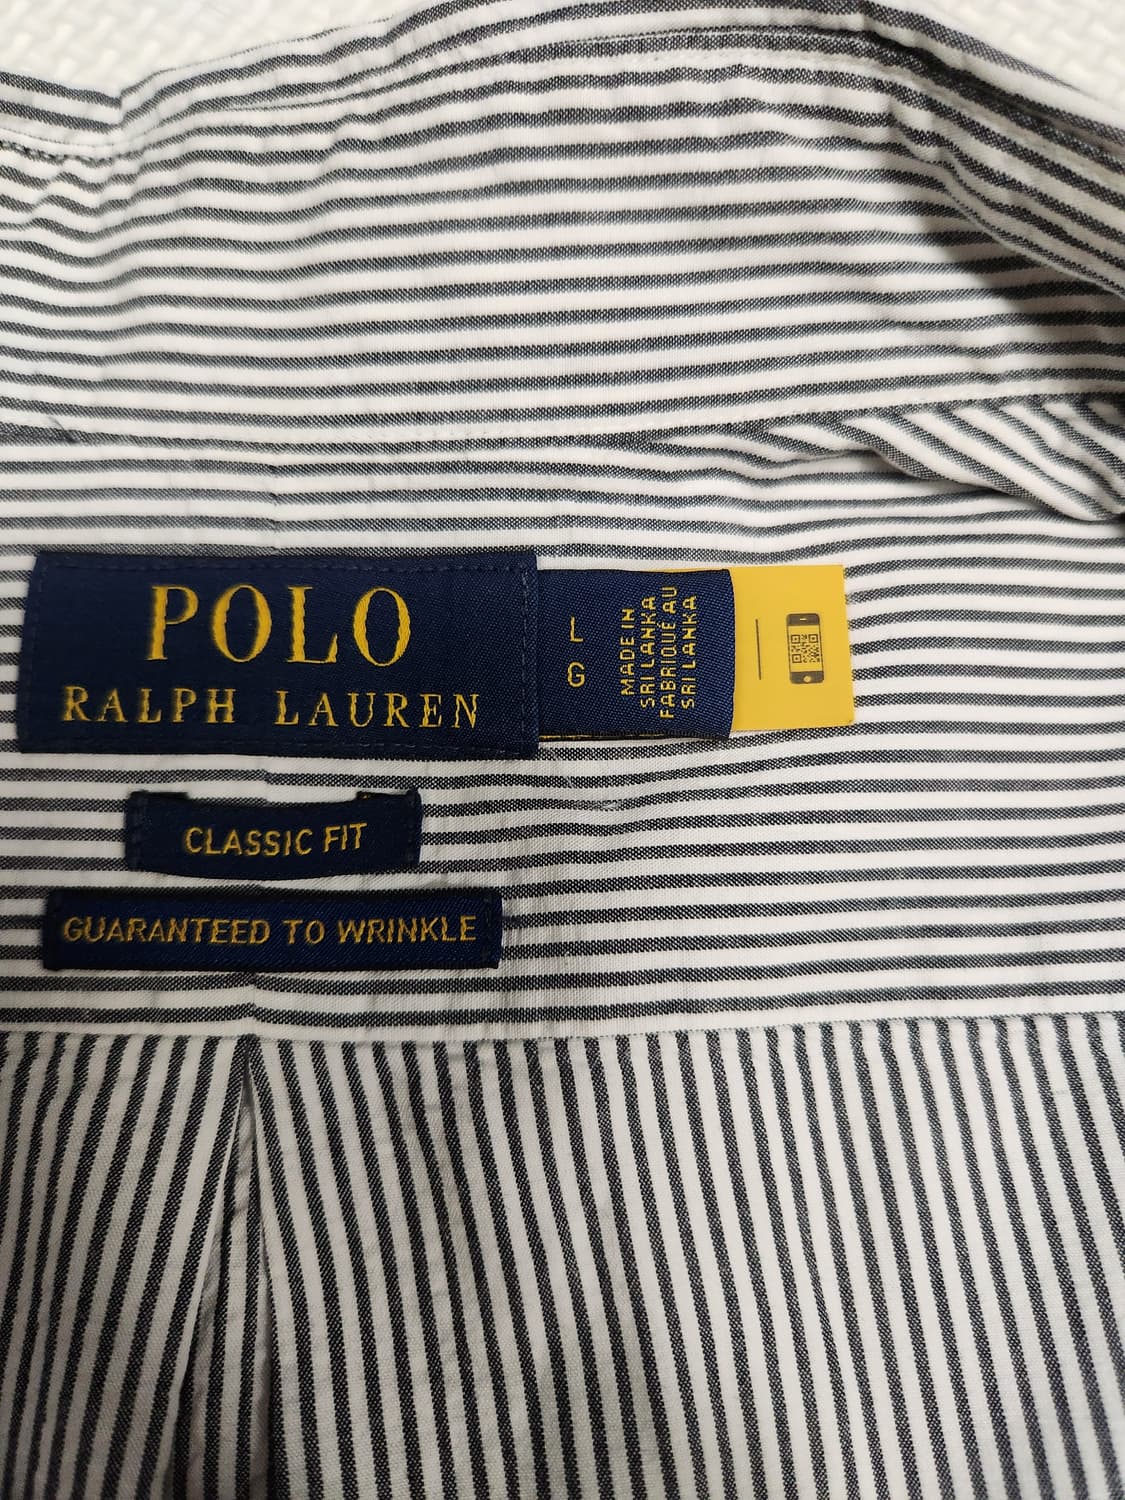 POLO
RALPH LAUREN
L
G
MADE IN
SRI LANKA
FABRIQUÉ AU
SRI LANKA
CLASSIC FIT
GUARANTEED TO WRINKLE